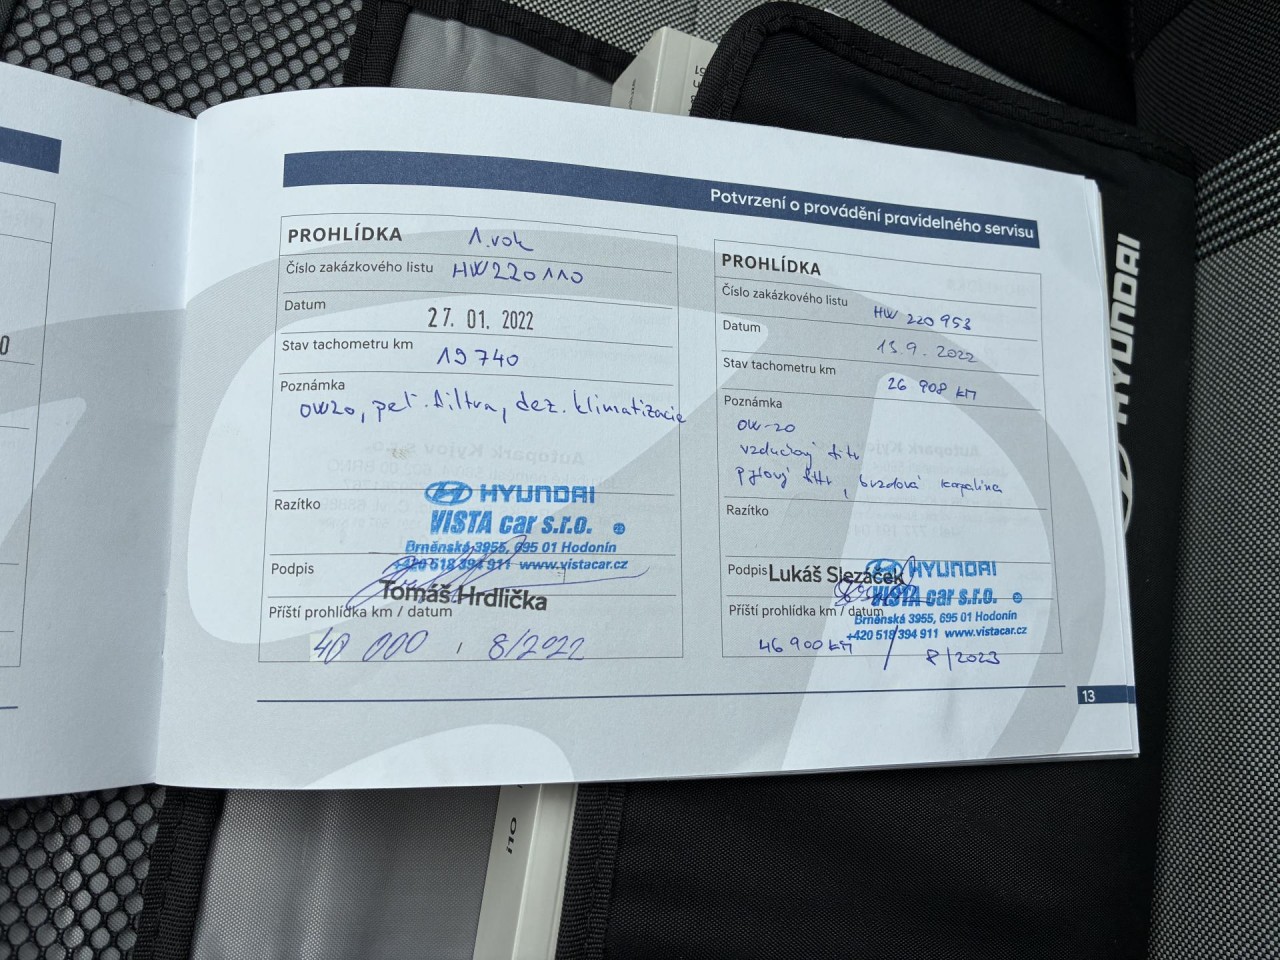 Potvrzení o provádění pravidelného servisu
PROHLÍDKA 1. rok
Číslo zakázkového listu HW220110
Datum
27. 01. 2022
Stav tachometru km 19740
Poznámka
0W20, pel. filtra, dez. klimatizacie
Razítko
HYUNDAI
VISTA car s.r.o.
Brněnská 3955, 695 01 Hodonín
+420 518 394 911 www.vistacar.cz
Podpis
Tomáš Hrdlička
Příští prohlídka km / datum
40 000 , 8/2022
PROHLÍDKA
Číslo zakázkového listu HW 220953
Datum 13.9.2022
Stav tachometru km 26 908 km
Poznámka
0W-20
vzduchový filtr
Pylový filtr, brzdová kapalina
Razítko
Podpis Lukáš Slezáček
HYUNDAI
VISTA car s.r.o.
Příští prohlídka km / datum
Brněnská 3955, 695 01 Hodonín
+420 518 394 911 www.vistacar.cz
46 900 km / 8/2023
13
HYUNDAI
i10